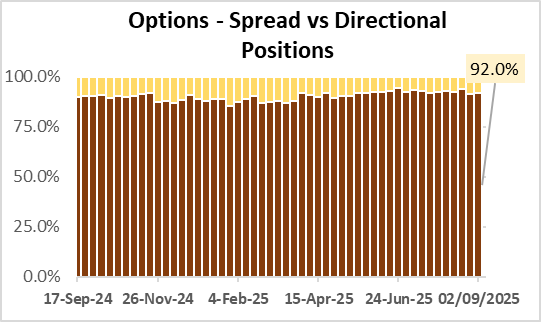 Options - Spread vs Directional
Positions
92.0%
100.0%
75.0%
50.0%
25.0%
0.0%
17-Sep-24 26-Nov-24 4-Feb-25 15-Apr-25 24-Jun-25 02/09/2025